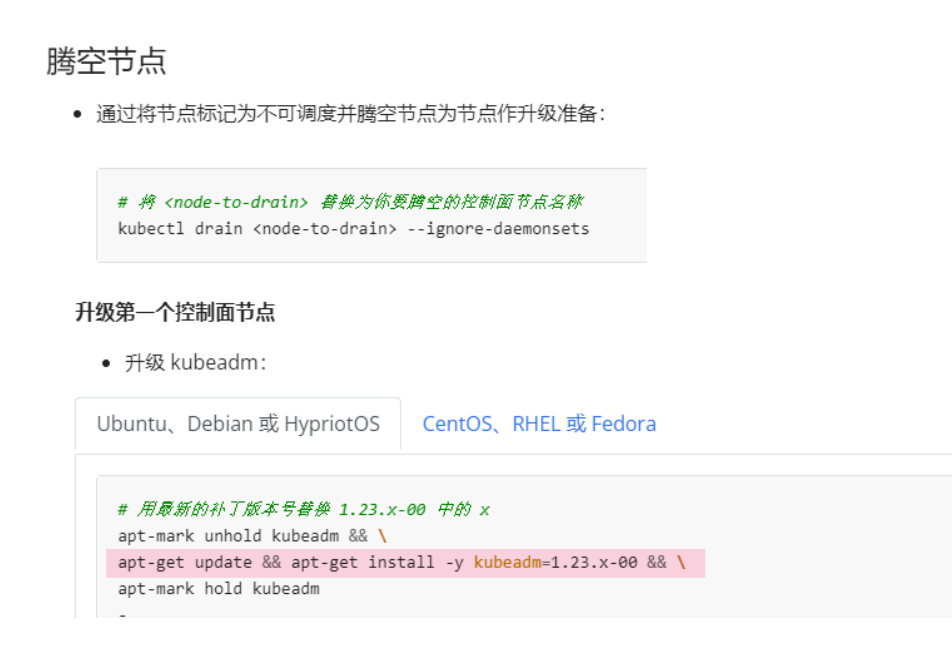 腾空节点
• 通过将节点标记为不可调度并腾空节点为节点作升级准备：
# 将 <node-to-drain> 替换为你要腾空的控制面节点名称
kubectl drain <node-to-drain> --ignore-daemonsets
升级第一个控制面节点
• 升级 kubeadm：
Ubuntu、Debian 或 HypriotOS CentOS、RHEL 或 Fedora
# 用最新的补丁版本号替换 1.23.x-00 中的 x
apt-mark unhold kubeadm && \
apt-get update && apt-get install -y kubeadm=1.23.x-00 && \
apt-mark hold kubeadm
-